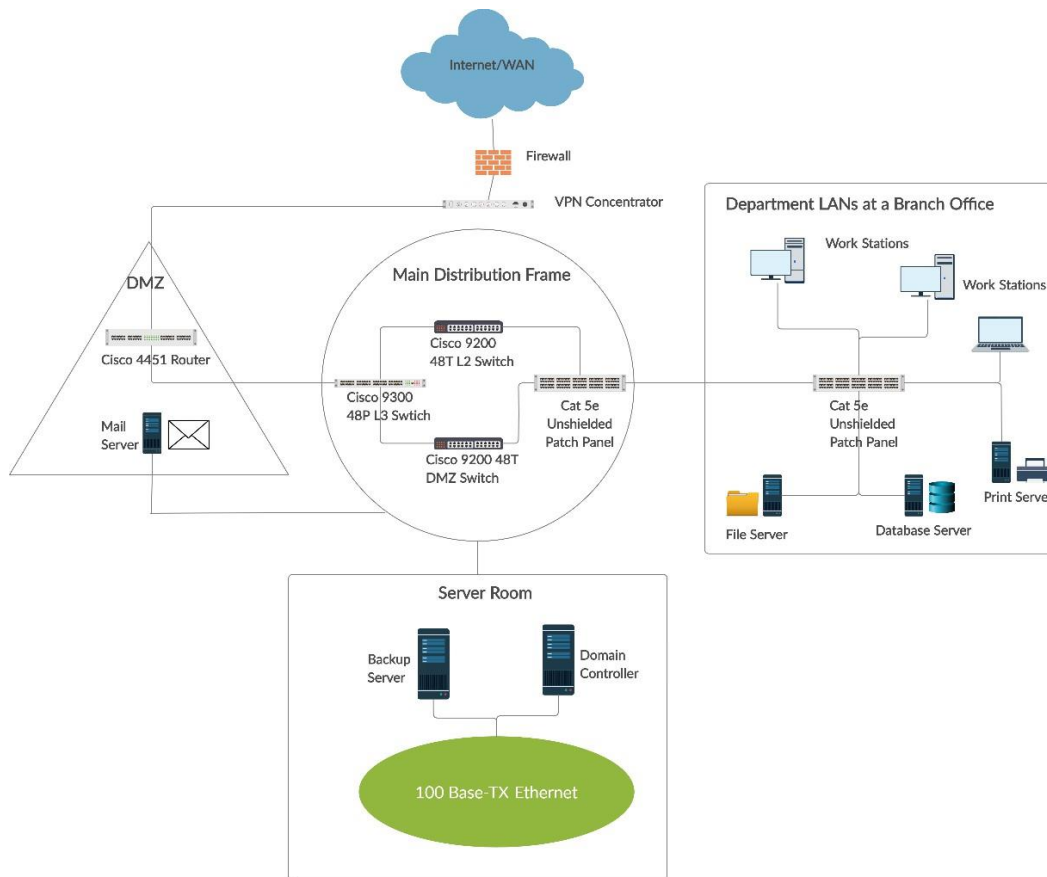 Internet/WAN
Firewall
VPN Concentrator
DMZ
Cisco 4451 Router
Mail
Server
Main Distribution Frame
Cisco 9200
48T L2 Switch
Cisco 9300
48P L3 Swtich
Cisco 9200 48T
DMZ Switch
Cat 5e
Unshielded
Patch Panel
Department LANs at a Branch Office
Work Stations
Work Stations
Cat 5e
Unshielded
Patch Panel
File Server
Database Server
Print Server
Server Room
Backup
Server
Domain
Controller
100 Base-TX Ethernet